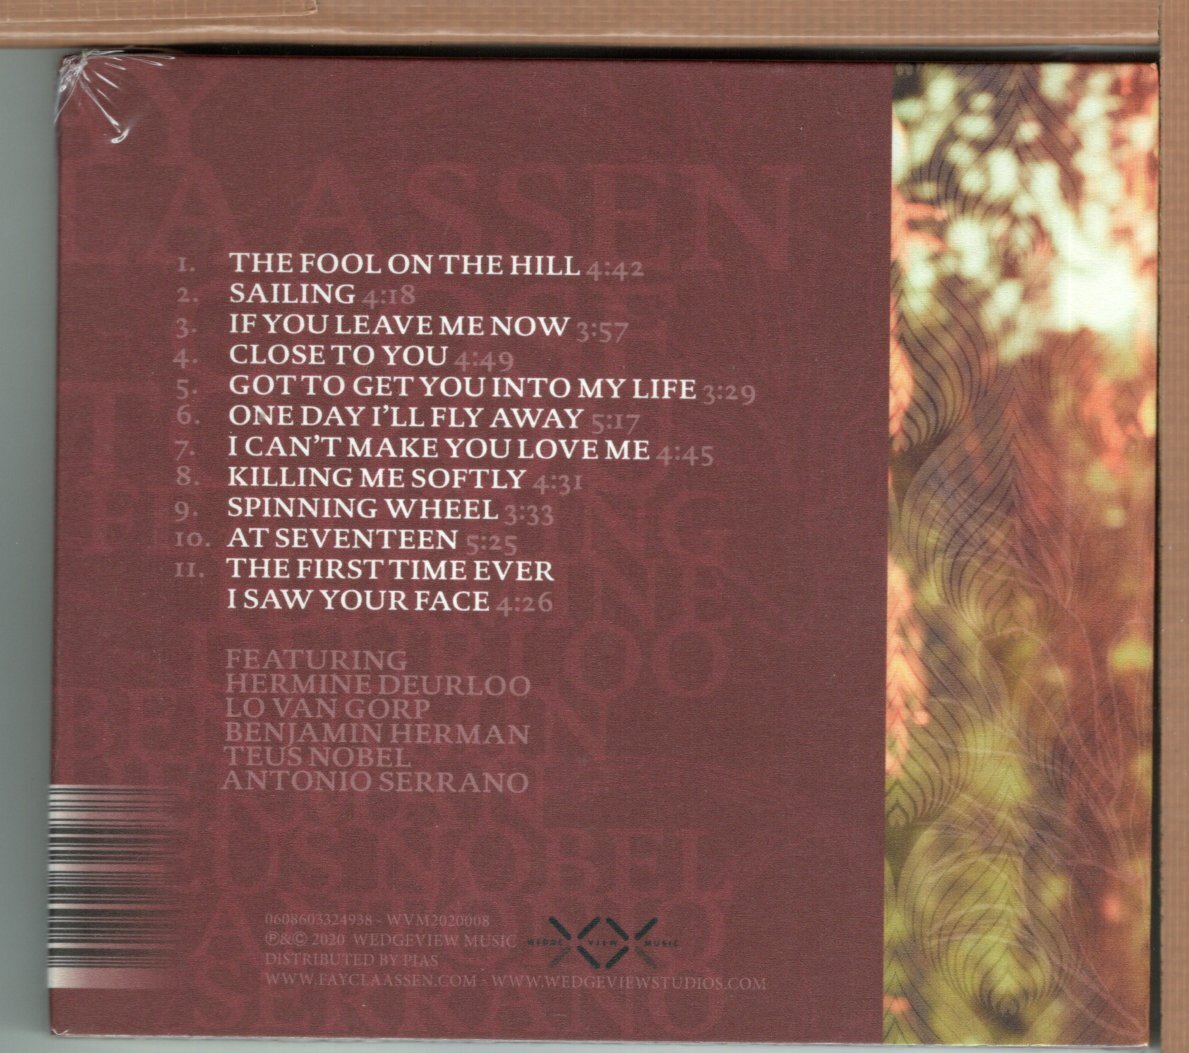 1. THE FOOL ON THE HILL 4:42
2. SAILING 4:18
3. IF YOU LEAVE ME NOW 3:57
4. CLOSE TO YOU 4:49
5. GOT TO GET YOU INTO MY LIFE 3:29
6. ONE DAY I'LL FLY AWAY 5:17
7. I CAN'T MAKE YOU LOVE ME 4:45
8. KILLING ME SOFTLY 4:31
9. SPINNING WHEEL 3:33
10. AT SEVENTEEN 5:25
11. THE FIRST TIME EVER
I SAW YOUR FACE 4:26
FEATURING
HERMINE DEURLOO
LO VAN GORP
BENJAMIN HERMAN
TEUS NOBEL
ANTONIO SERRANO
0608603324938 - WVM2020008
℗&© 2020 WEDGEVIEW MUSIC
WEDGE VIEW MUSIC
DISTRIBUTED BY PIAS
WWW.FAYCLAASSEN.COM - WWW.WEDGEVIEWSTUDIOS.COM